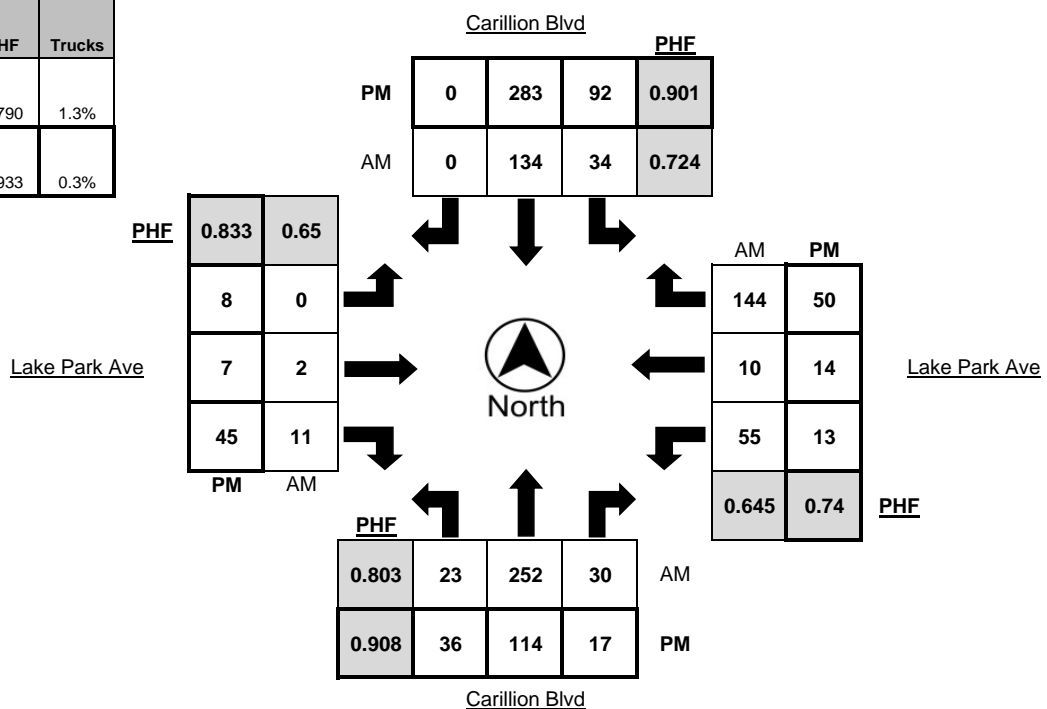 HF Trucks
790 1.3%
933 0.3%
Carillion Blvd
PHF
PM 0 283 92 0.901
AM 0 134 34 0.724
PHF 0.833 0.65
8 0
Lake Park Ave 7 2
45 11
PM AM
North
AM PM
144 50
10 14 Lake Park Ave
55 13
0.645 0.74 PHF
PHF
0.803 23 252 30 AM
0.908 36 114 17 PM
Carillion Blvd